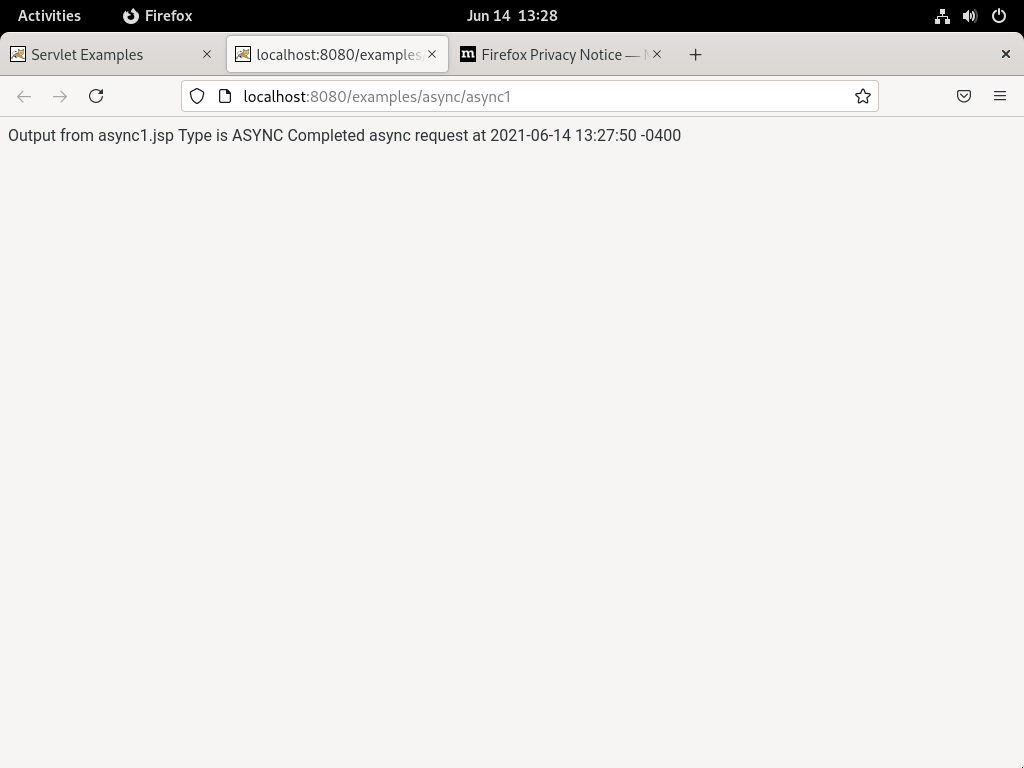 Activities Firefox Jun 14 13:28
Servlet Examples localhost:8080/examples m Firefox Privacy Notice —
localhost:8080/examples/async/async1
Output from async1.jsp Type is ASYNC Completed async request at 2021-06-14 13:27:50 -0400